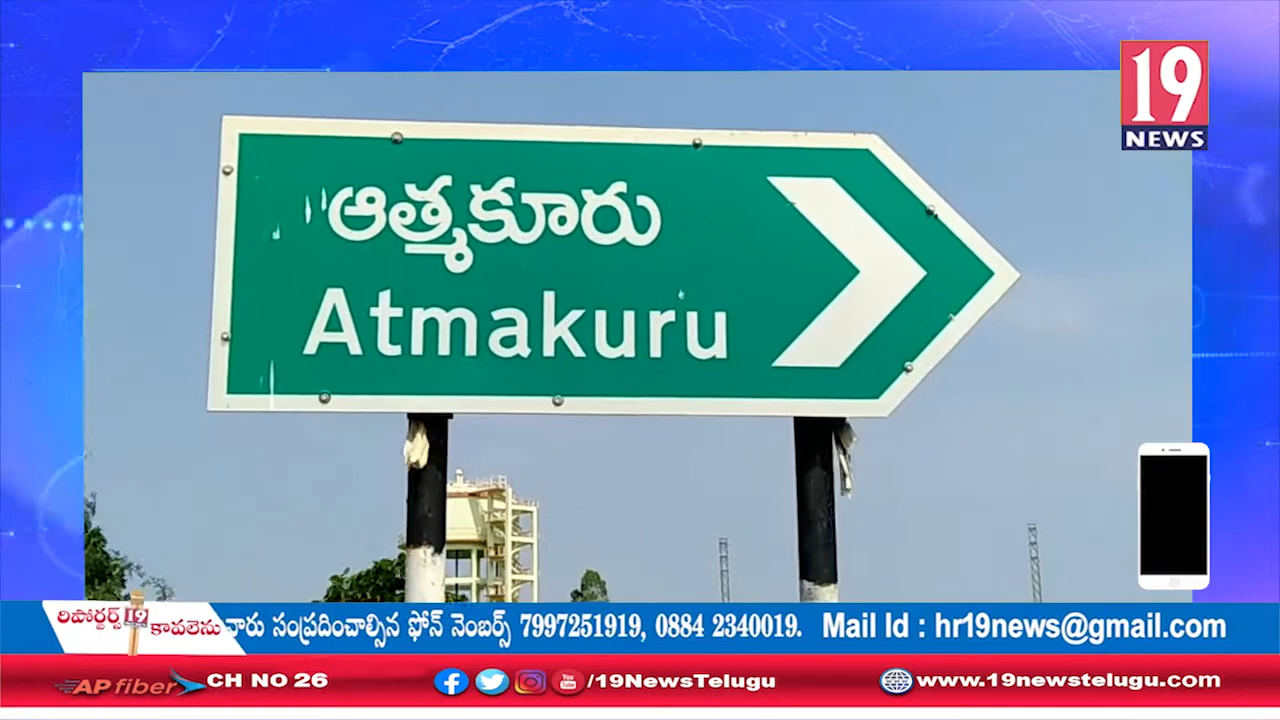 19
NEWS
ఆత్మకూరు
Atmakuru
రిపోర్టర్స్ 19 కావలెను
వారు సంప్రదించాల్సిన ఫోన్ నెంబర్స్ 7997251919, 0884 2340019. Mail Id : hr19news@gmail.com
AP fiber CH NO 26
/19NewsTelugu
www.19newstelugu.com